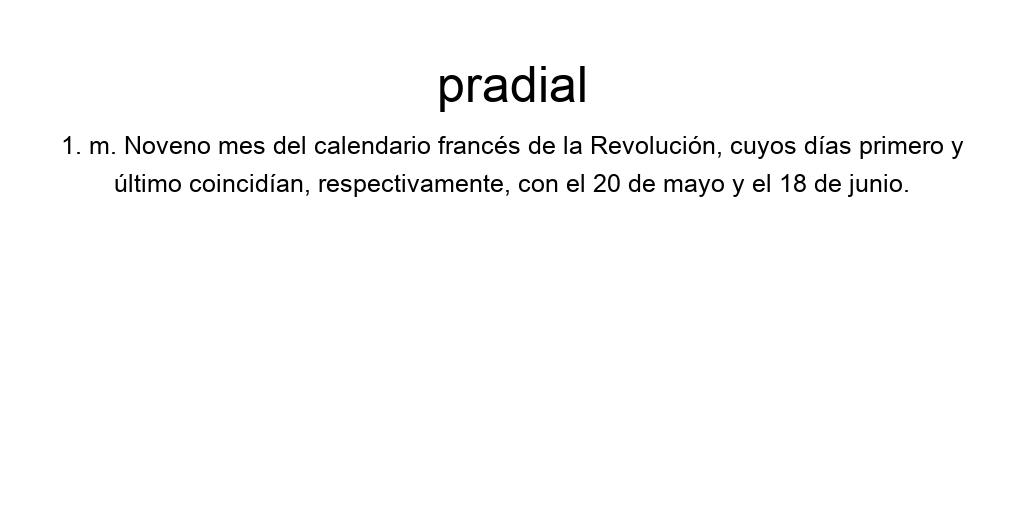 pradial
1. m. Noveno mes del calendario francés de la Revolución, cuyos días primero y
último coincidían, respectivamente, con el 20 de mayo y el 18 de junio.